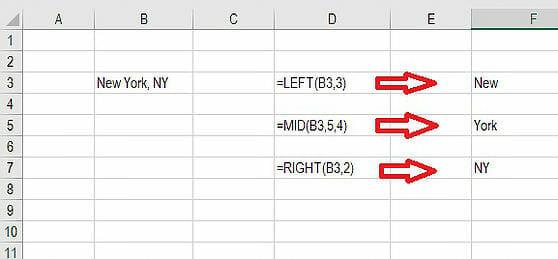 A B C D E F
1
2
3 New York, NY =LEFT(B3,3) New
4
5 =MID(B3,5,4) York
6
7 =RIGHT(B3,2) NY
8
9
10
11